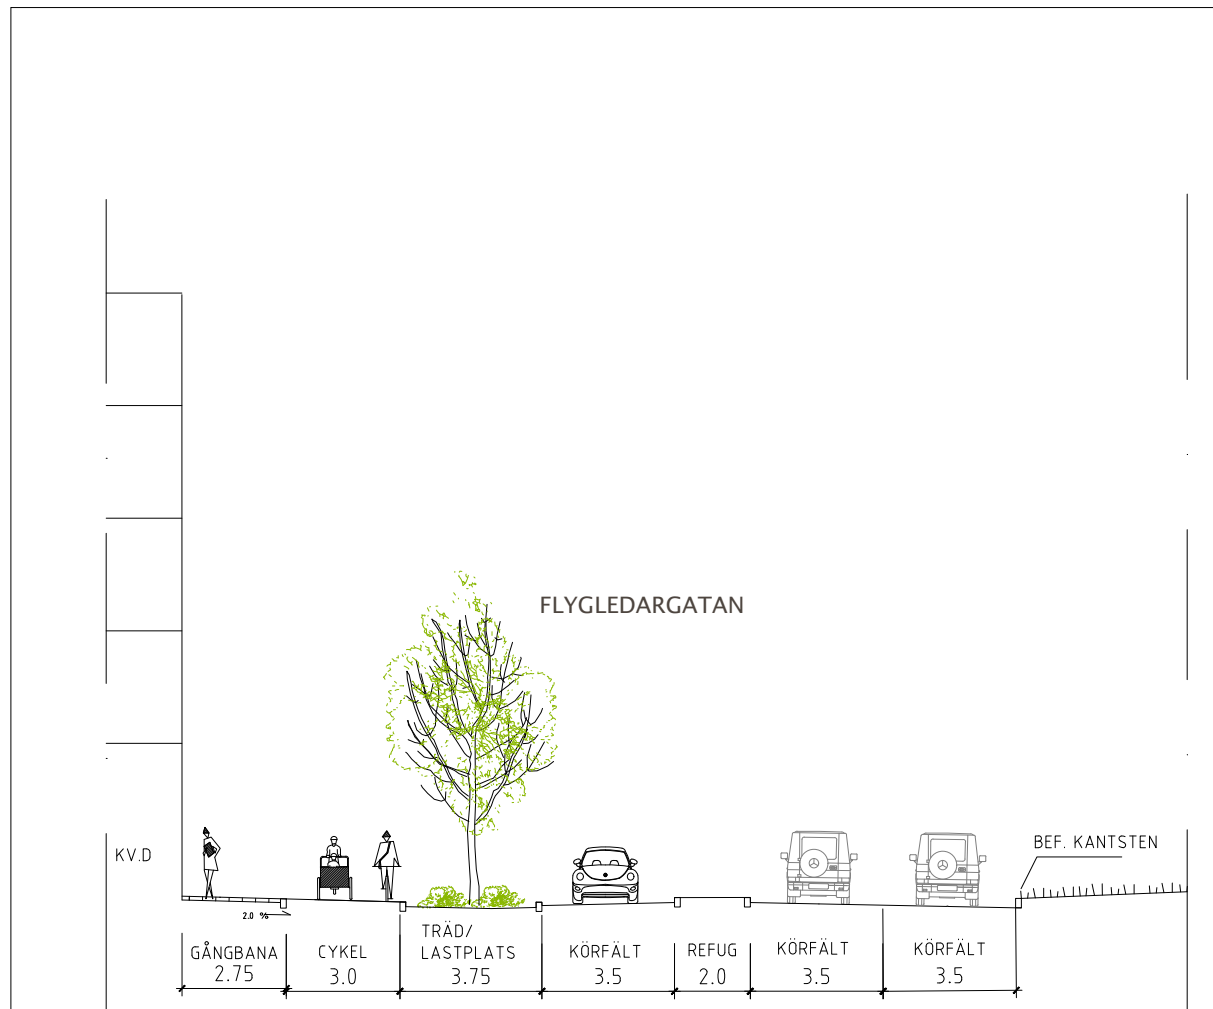 FLYGLEDARGATAN
KV.D
BEF. KANTSTEN
2.0 %
GÅNGBANA
2.75
CYKEL
3.0
TRÄD/
LASTPLATS
3.75
KÖRFÄLT
3.5
REFUG
2.0
KÖRFÄLT
3.5
KÖRFÄLT
3.5